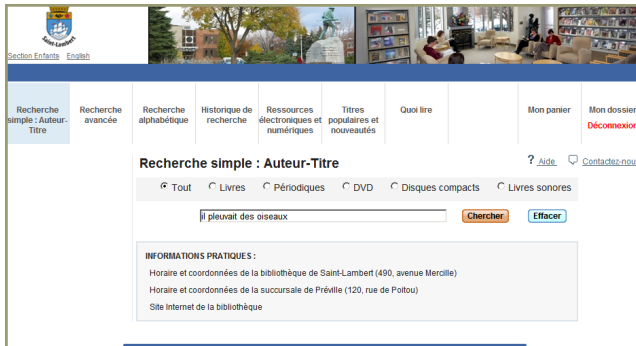 Saint-Lambert
Section Enfants English
Recherche simple : Auteur-Titre
Recherche avancée
Recherche alphabétique
Historique de recherche
Ressources électroniques et numériques
Titres populaires et nouveautés
Quoi lire
Mon panier
Mon dossier
Déconnexion
Recherche simple : Auteur-Titre
? Aide Contactez-nou
Tout Livres Périodiques DVD Disques compacts Livres sonores
il pleuvait des oiseaux Chercher Effacer
INFORMATIONS PRATIQUES :
Horaire et coordonnées de la bibliothèque de Saint-Lambert (490, avenue Mercille)
Horaire et coordonnées de la succursale de Préville (120, rue de Poitou)
Site Internet de la bibliothèque